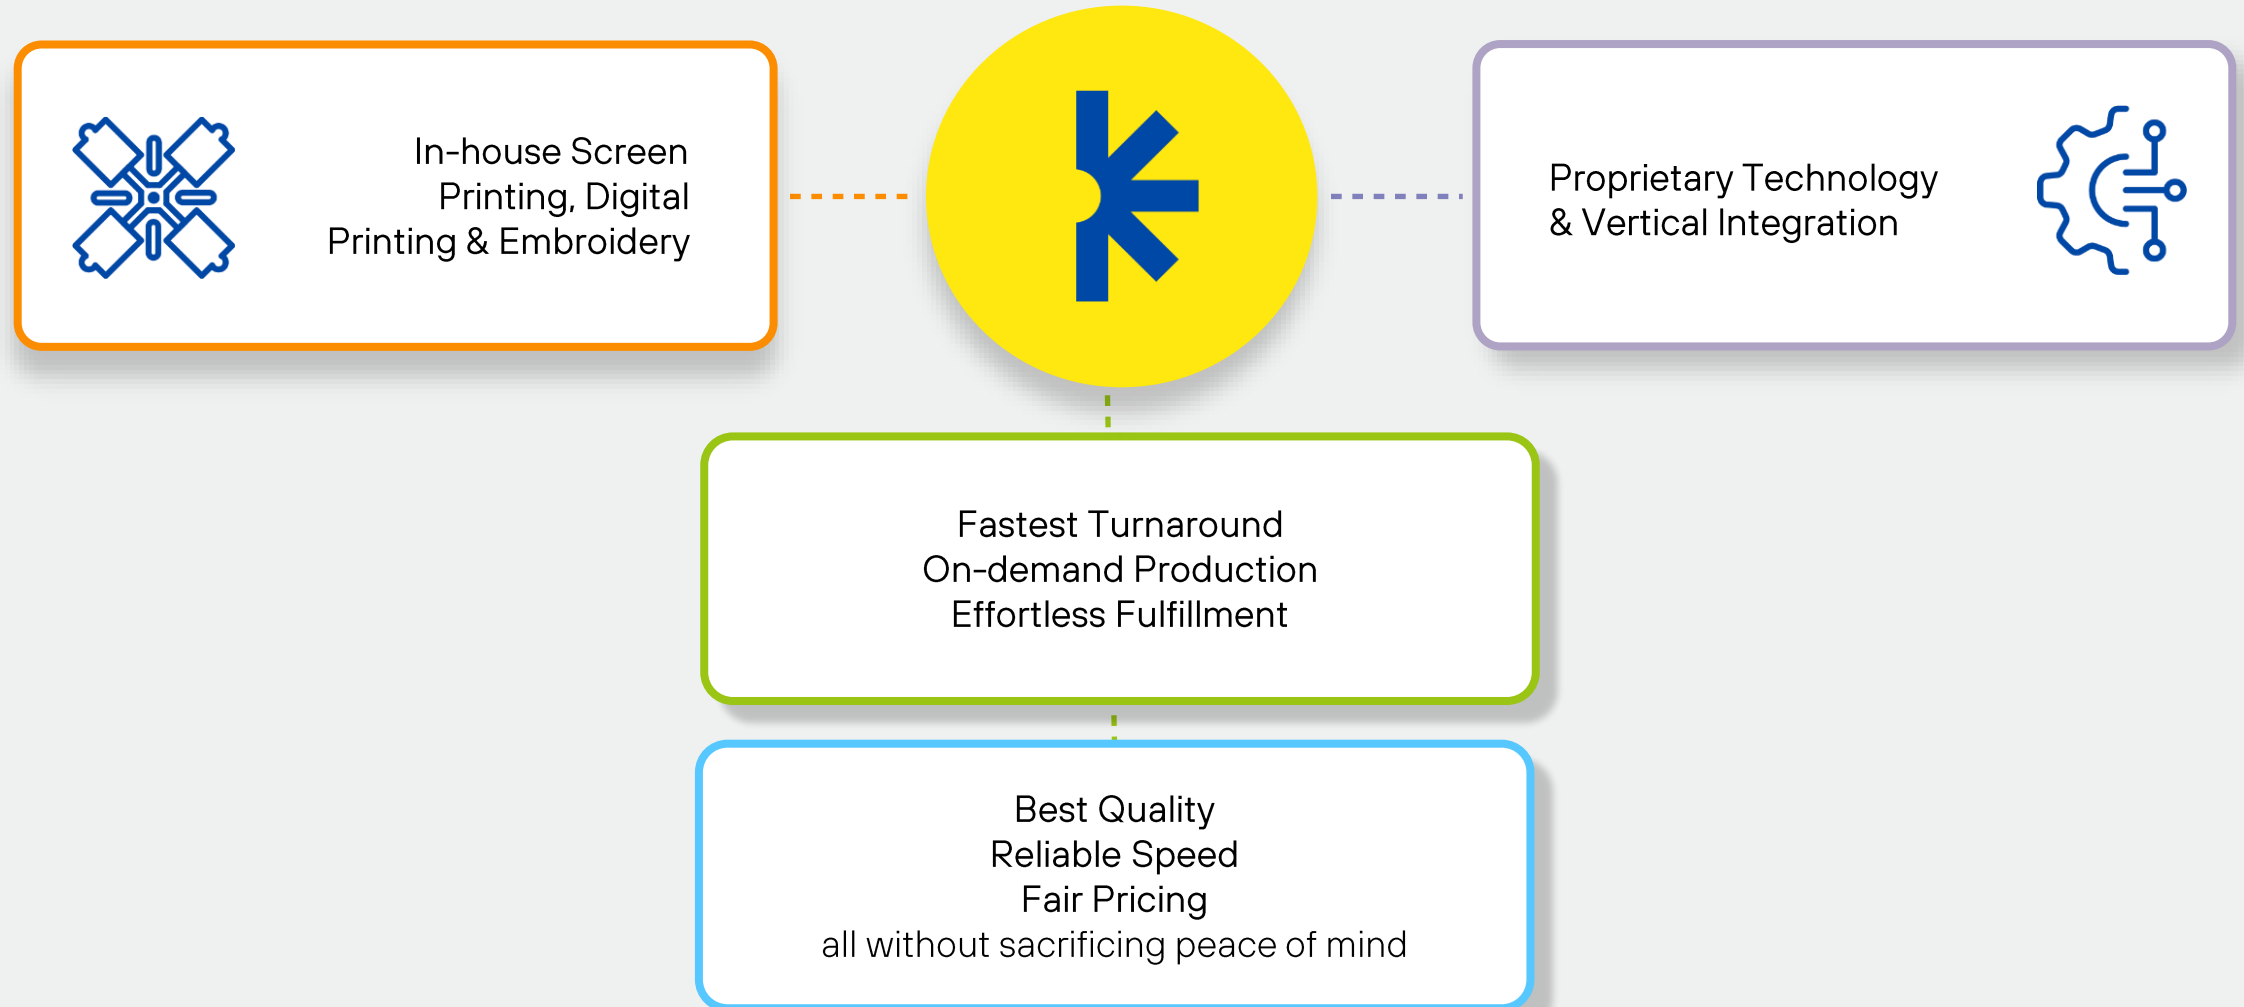 In-house Screen
Printing, Digital
Printing & Embroidery
Proprietary Technology
& Vertical Integration
Fastest Turnaround
On-demand Production
Effortless Fulfillment
Best Quality
Reliable Speed
Fair Pricing
all without sacrificing peace of mind